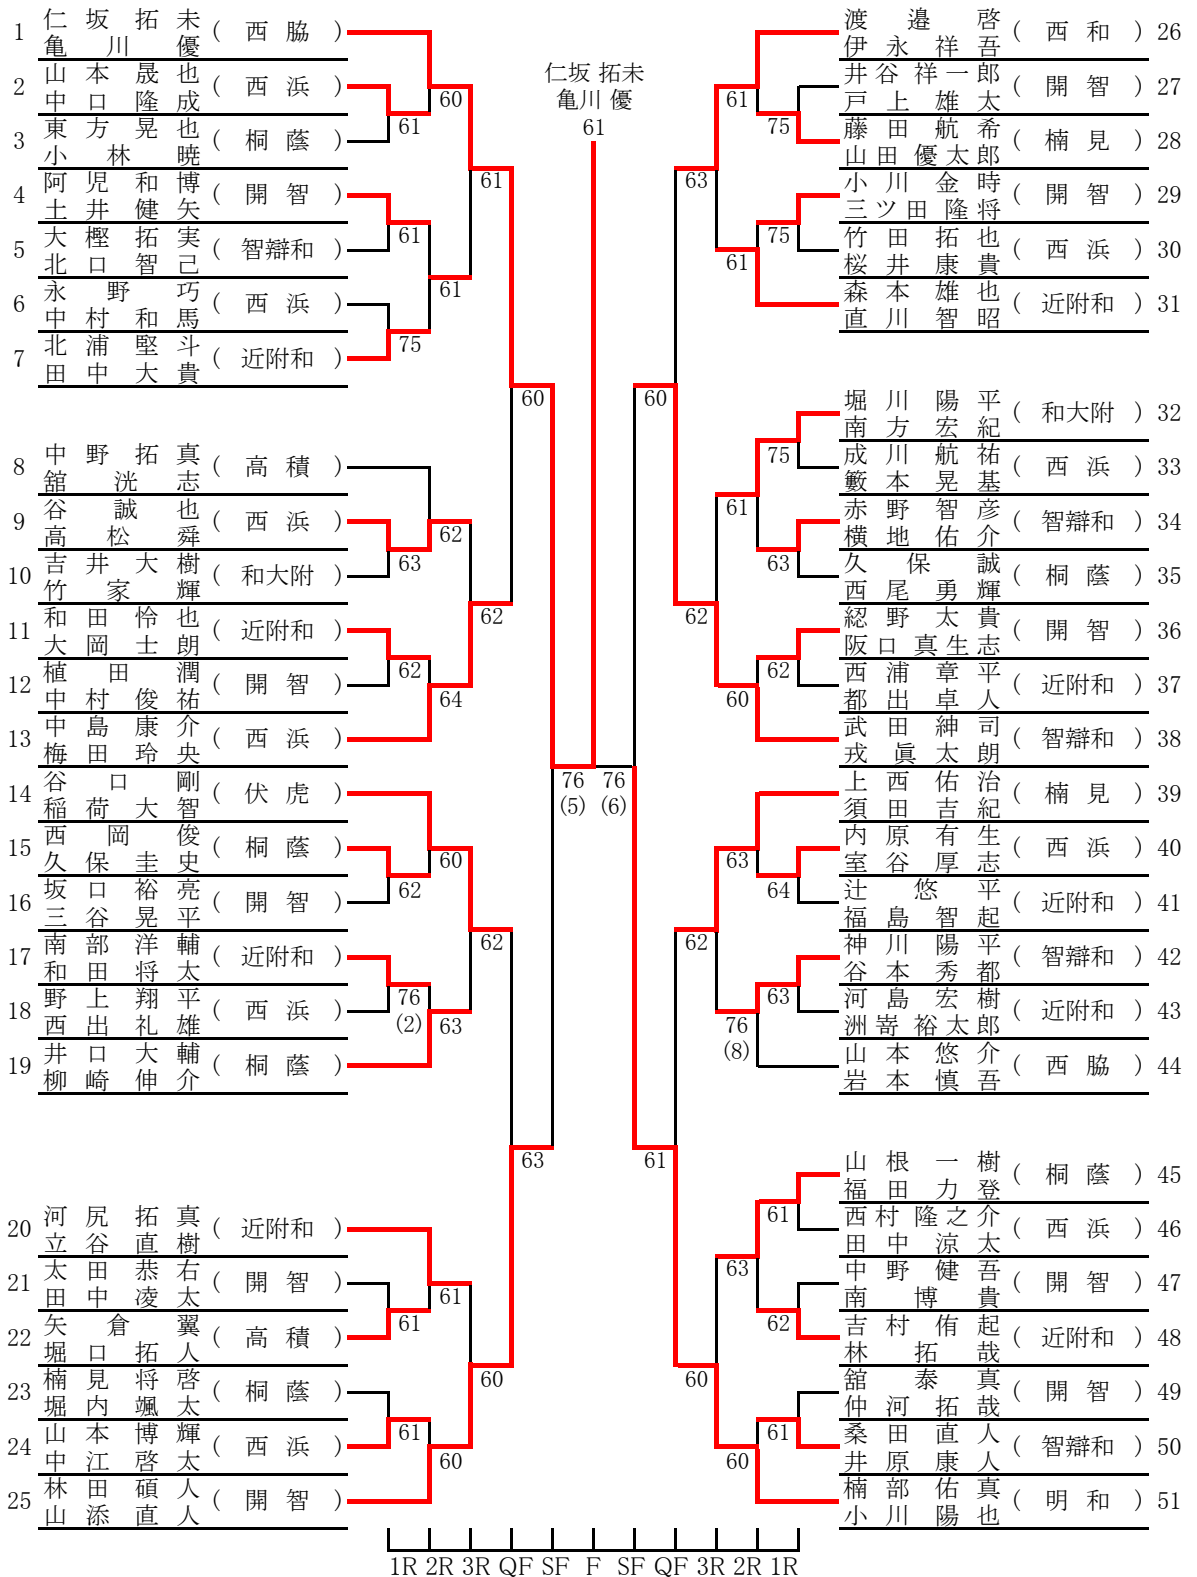 1 仁坂拓未 亀川優 (西脇)
2 山本晟也 中口隆成 (西浜)
3 東方晃也 小林暁 (桐蔭)
4 阿児和博 土井健矢 (開智)
5 大樫拓実 北口智己 (智辯和)
6 永野巧 中村和馬 (西浜)
7 北浦堅斗 田中大貴 (近附和)
8 中野拓真 舘洸志 (高積)
9 谷誠也 高松舜 (西浜)
10 吉井大樹 竹家輝 (和大附)
11 和田怜也 大岡士朗 (近附和)
12 植田潤 中村俊祐 (開智)
13 中島康介 梅田玲央 (西浜)
14 谷口剛 稲荷大智 (伏虎)
15 西岡俊 久保圭史 (桐蔭)
16 坂口裕亮 三谷晃平 (開智)
17 南部洋輔 和田将太 (近附和)
18 野上翔平 西出礼雄 (西浜)
19 井口大輔 柳崎伸介 (桐蔭)
20 河尻拓真 立谷直樹 (近附和)
21 太田恭右 田中凌太 (開智)
22 矢倉翼 堀口拓人 (高積)
23 楠見将啓 堀内颯太 (桐蔭)
24 山本博輝 中江啓太 (西浜)
25 林田碩人 山添直人 (開智)
61
61
75
63
62
62
76
(2)
61
61
60
61
62
64
60
63
61
60
61
62
62
60
60
63
76
(5)
仁坂 拓未
亀川 優
61
76
(6)
60
61
63
62
62
60
61
61
61
60
63
76
(8)
63
60
75
75
75
63
62
64
63
61
62
61
渡邉啓 伊永祥吾 (西和) 26
井谷祥一郎 戸上雄太 (開智) 27
藤田航希 山田優太郎 (楠見) 28
小川金時 三ツ田隆将 (開智) 29
竹田拓也 桜井康貴 (西浜) 30
森本雄也 直川智昭 (近附和) 31
堀川陽平 南方宏紀 (和大附) 32
成川航祐 籔本晃基 (西浜) 33
赤野智彦 横地佑介 (智辯和) 34
久保誠 西尾勇輝 (桐蔭) 35
綛野太貴 阪口真生志 (開智) 36
西浦章平 都出卓人 (近附和) 37
武田紳司 戎眞太朗 (智辯和) 38
上西佑治 須田吉紀 (楠見) 39
内原有生 室谷厚志 (西浜) 40
辻悠平 福島智起 (近附和) 41
神川陽平 谷本秀都 (智辯和) 42
河島宏樹 洲嵜裕太郎 (近附和) 43
山本悠介 岩本慎吾 (西脇) 44
山根一樹 福田力登 (桐蔭) 45
西村隆之介 田中涼太 (西浜) 46
中野健吾 南博貴 (開智) 47
吉村侑起 林拓哉 (近附和) 48
舘泰真 仲河拓哉 (開智) 49
桑田直人 井原康人 (智辯和) 50
楠部佑真 小川陽也 (明和) 51
1R 2R 3R QF SF F SF QF 3R 2R 1R